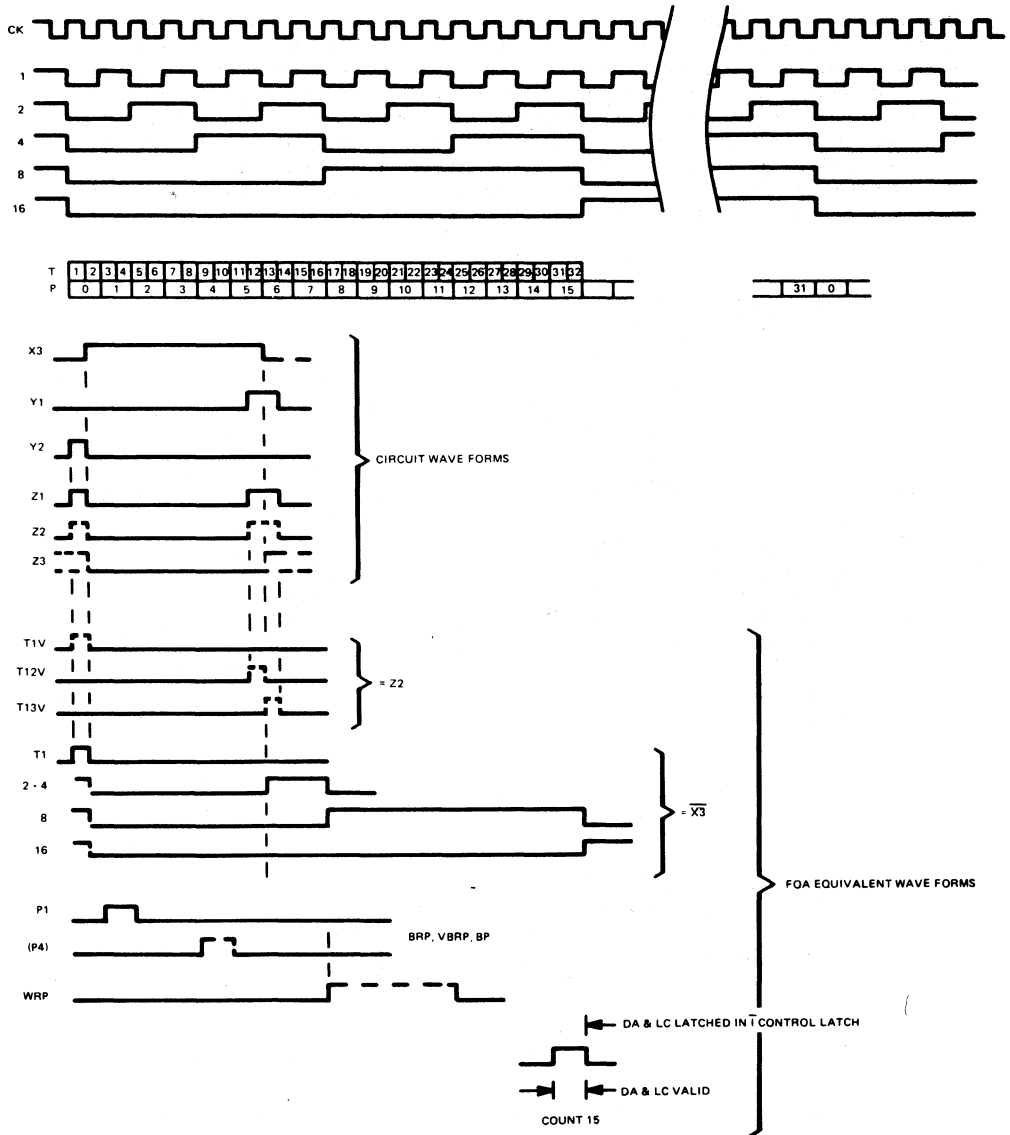 CK
1
2
4
8
16
T 1 2 3 4 5 6 7 8 9 10 11 12 13 14 15 16 17 18 19 20 21 22 23 24 25 26 27 28 29 30 31 32
P 0 1 2 3 4 5 6 7 8 9 10 11 12 13 14 15 31 0
X3
Y1
Y2
CIRCUIT WAVE FORMS
Z1
Z2
Z3
T1V
T12V
= Z2
T13V
T1
2 - 4
8
= X̅3̅
16
FOA EQUIVALENT WAVE FORMS
P1
(P4)
BRP, VBRP, BP
WRP
DA & LC LATCHED IN I̅ CONTROL LATCH
DA & LC VALID
COUNT 15